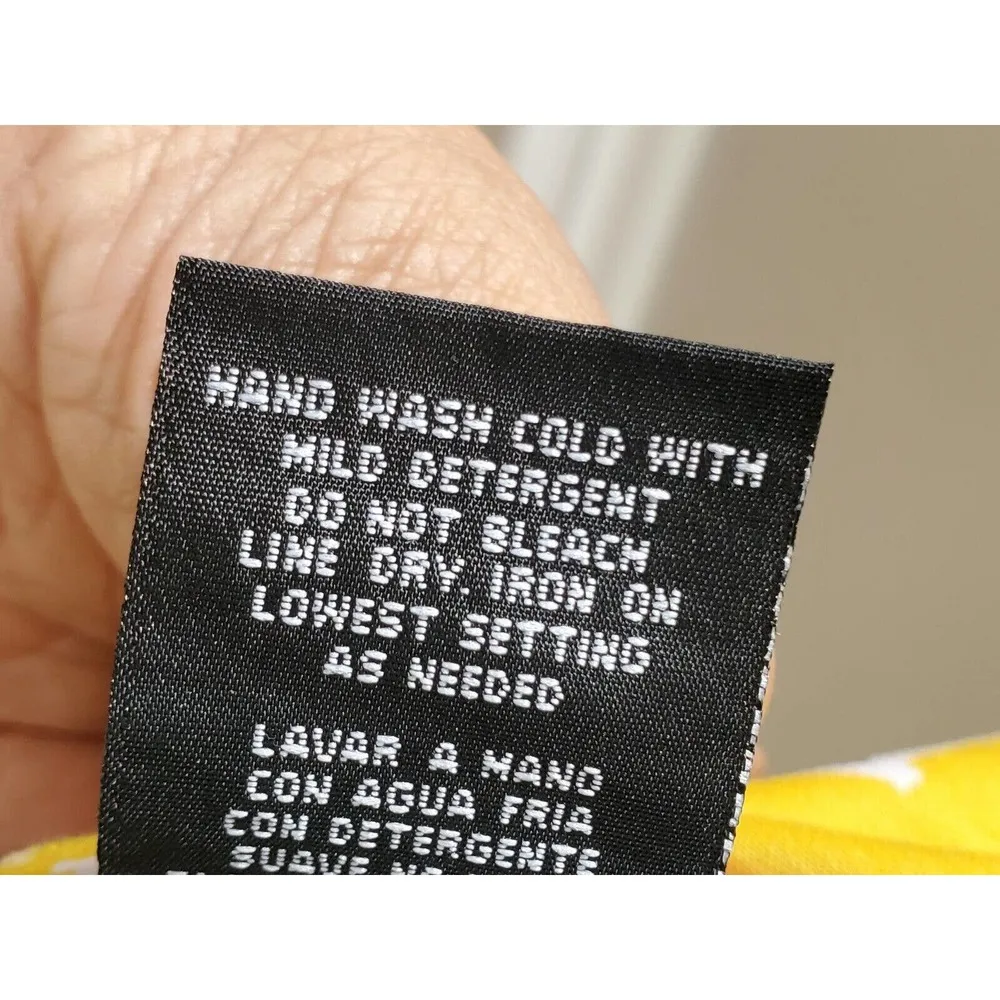 HAND WASH COLD WITH
MILD DETERGENT
DO NOT BLEACH
LINE DRY. IRON ON
LOWEST SETTING
AS NEEDED
LAVAR A MANO
CON AGUA FRIA
CON DETERGENTE
SUAVE